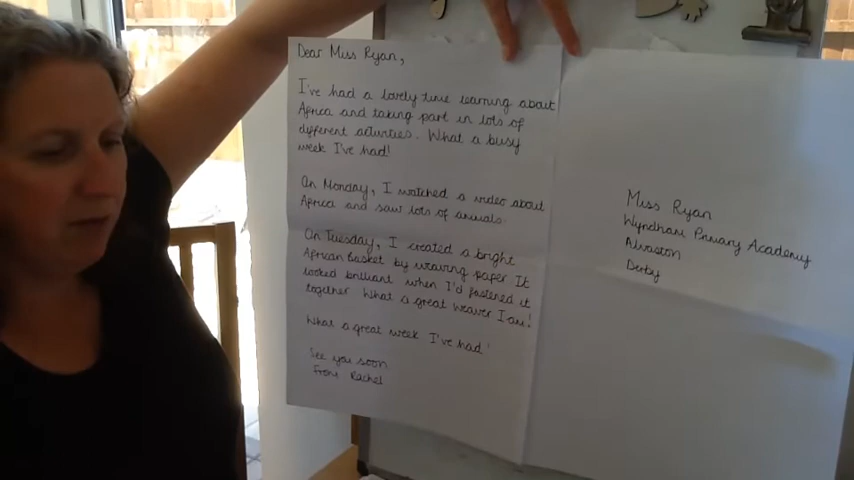 Dear Miss Ryan,
I've had a lovely time learning about
Africa and taking part in lots of
different activities. What a busy
week I've had!
On Monday, I watched a video about
Africa and saw lots of animals.
On Tuesday, I created a bright
African basket by weaving paper It
looked brilliant when I'd fastened it
together. What a great weaver I am!
What a great week I've had!
See you soon
From Rachel
Miss Ryan
Wyndham Primary Academy
Alvaston
Derby